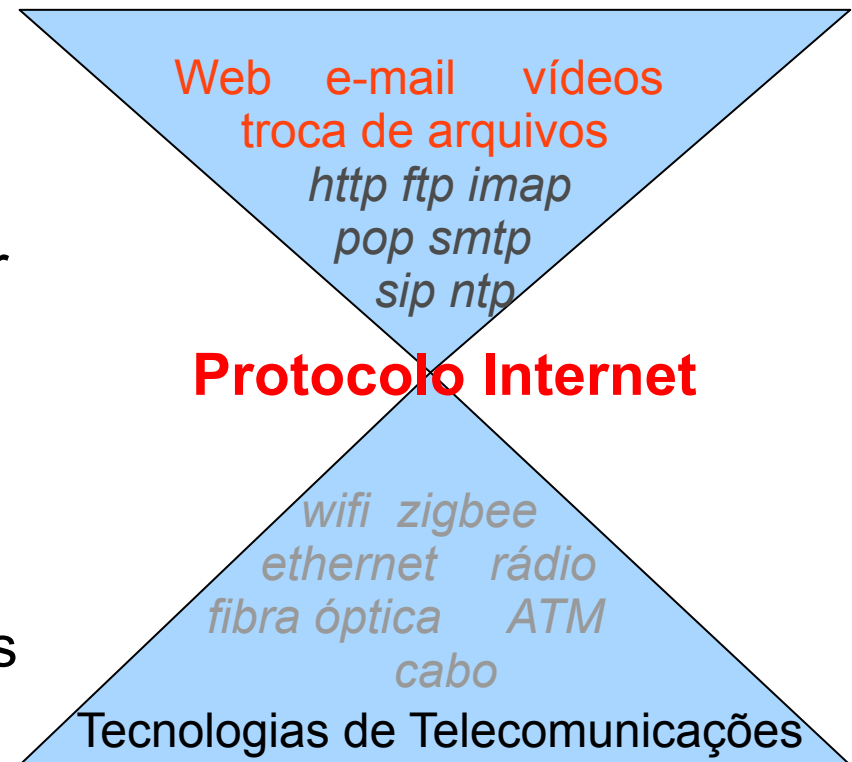 Web e-mail vídeos
troca de arquivos
http ftp imap
pop smtp
sip ntp
r
Protocolo Internet
wifi zigbee
ethernet rádio
fibra óptica ATM
s
cabo
Tecnologias de Telecomunicações